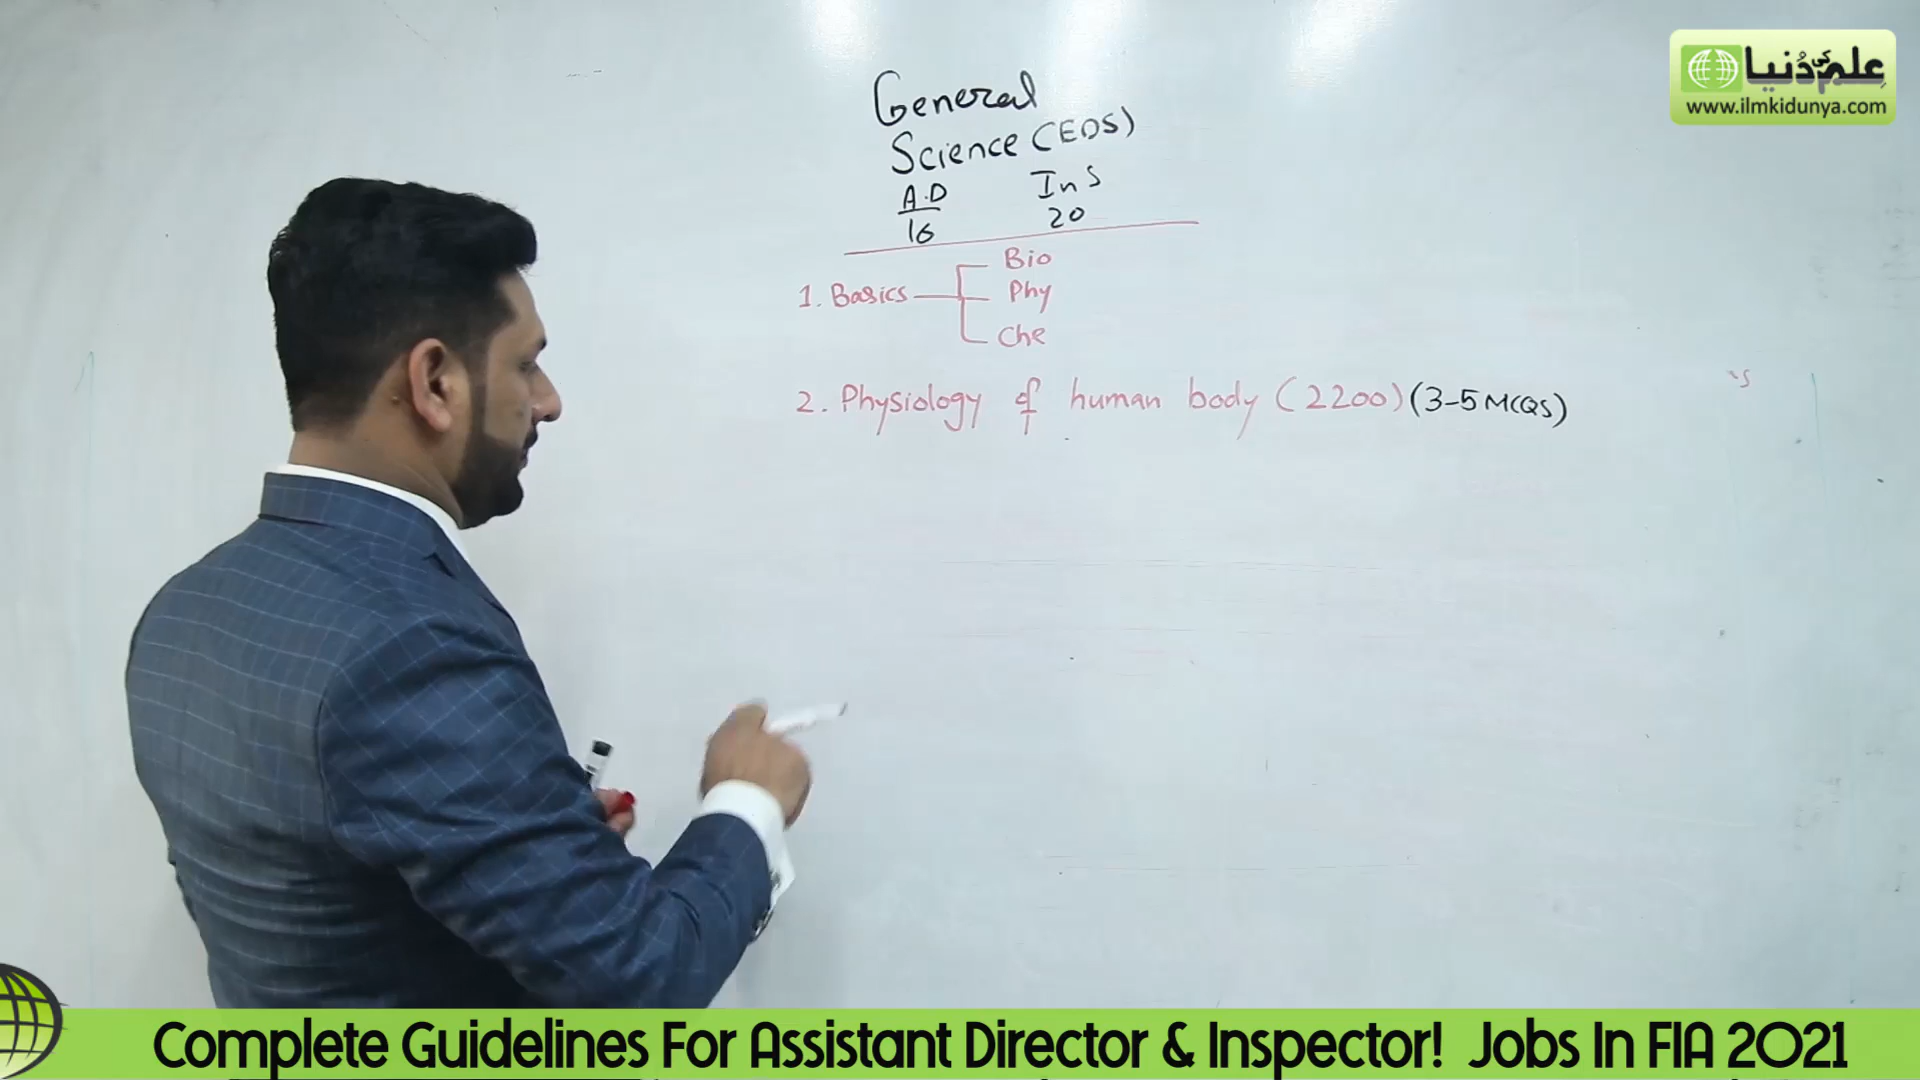 علم کی دُنیا
www.ilmkidunya.com
General
Science (EDS)
A.D InS
16 20
1. Basics
Bio
Phy
Che
2. Physiology of human body (2200) (3-5 MCQS)
Complete Guidelines For Assistant Director & Inspector! Jobs In FIA 2021